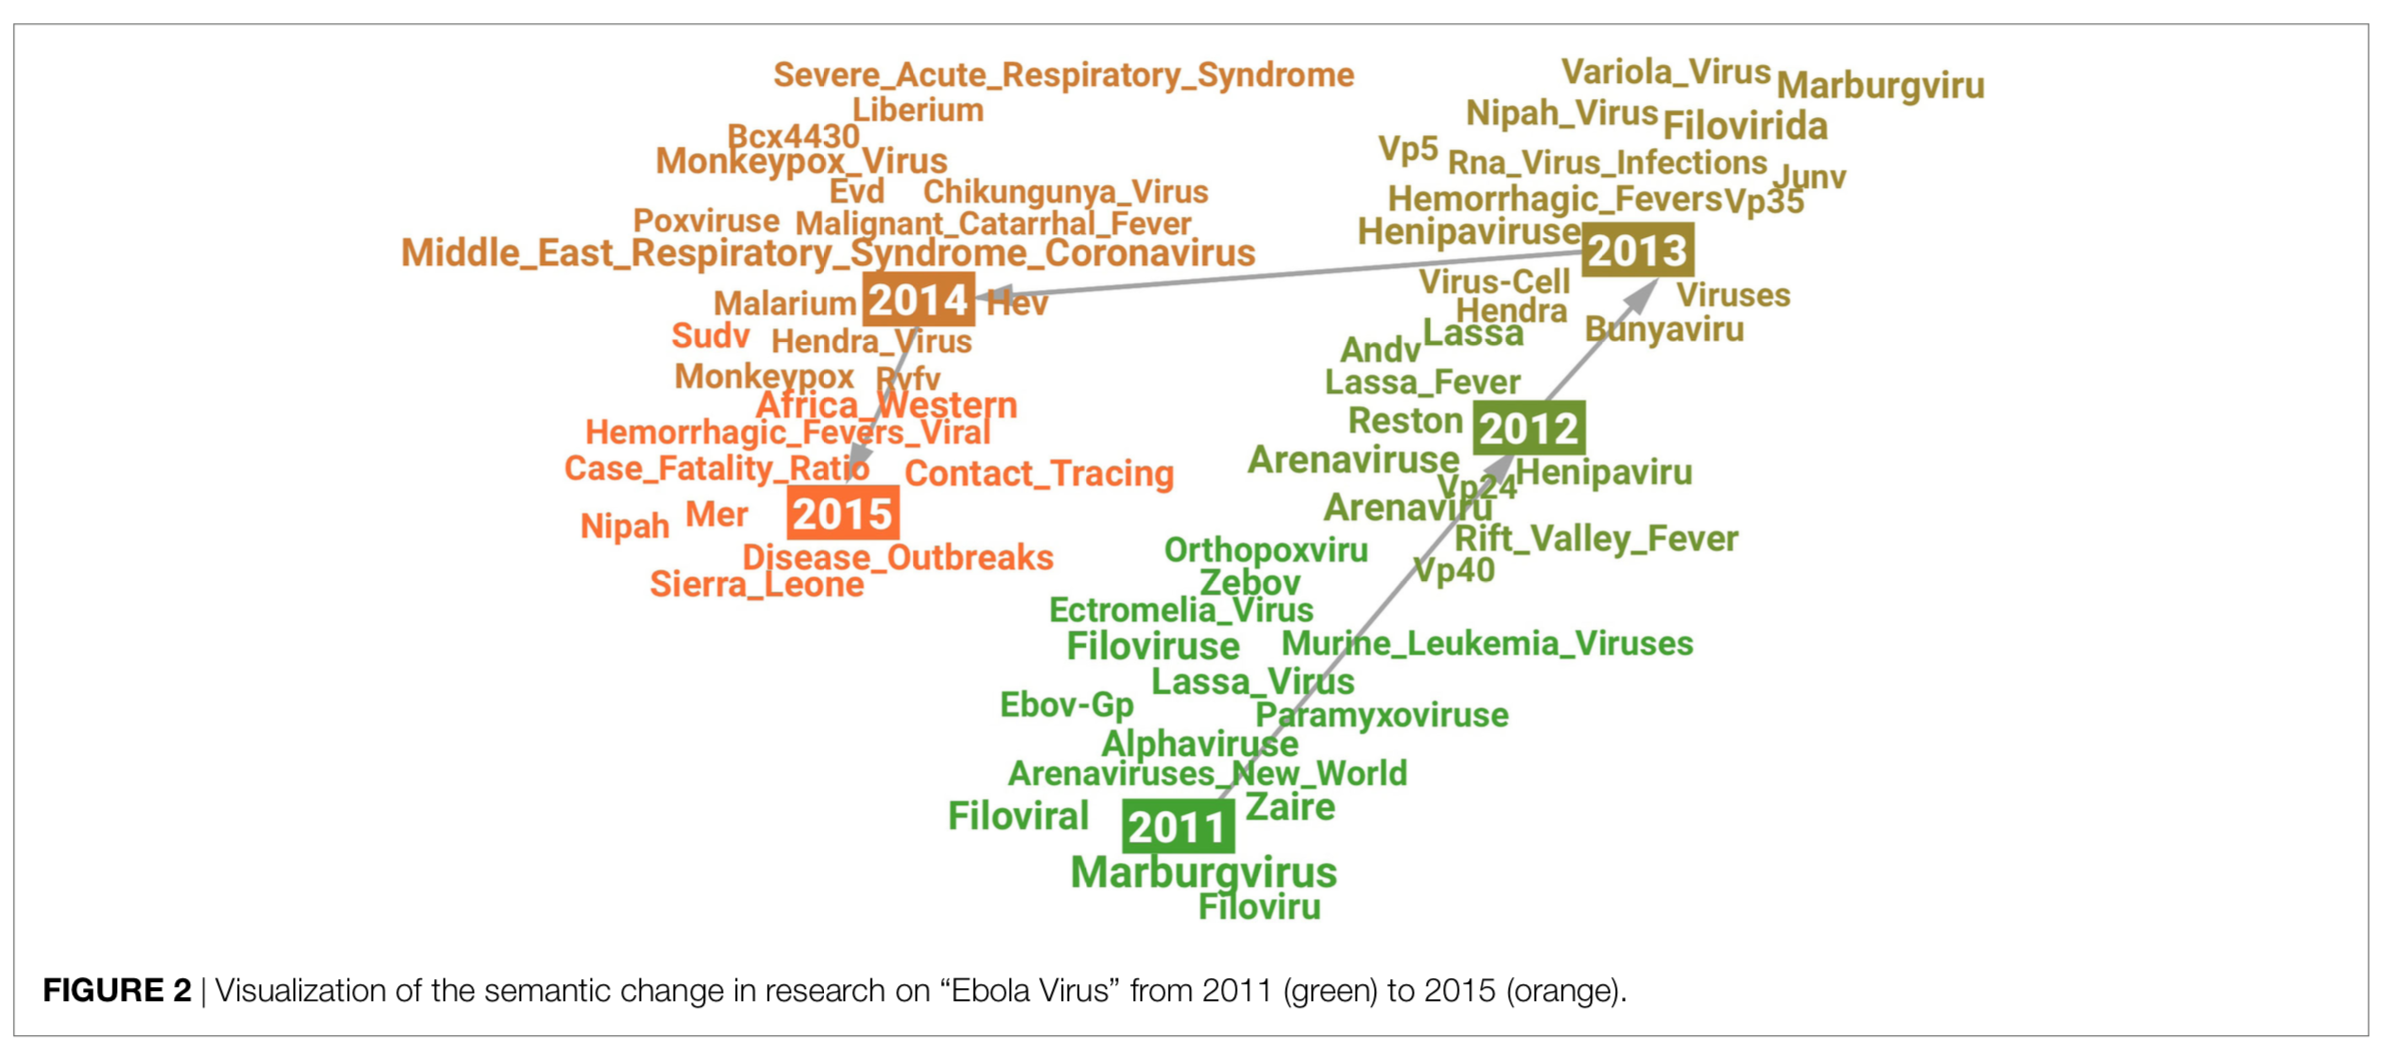 Severe_Acute_Respiratory_Syndrome
Liberium
Bcx4430
Monkeypox_Virus
Evd
Chikungunya_Virus
Poxviruse
Malignant_Catarrhal_Fever
Middle_East_Respiratory_Syndrome_Coronavirus
Malarium
2014
Hev
Sudv
Hendra_Virus
Monkeypox
Rvfv
Africa_Western
Hemorrhagic_Fevers_Viral
Case_Fatality_Ratio
Contact_Tracing
Nipah
Mer
2015
Disease_Outbreaks
Sierra_Leone
Variola_Virus
Marburgviru
Nipah_Virus
Filovirida
Vp5
Rna_Virus_Infections
Junv
Hemorrhagic_Fevers
Vp35
Henipaviruse
2013
Virus-Cell
Viruses
Hendra
Bunyaviru
Lassa
Andv
Lassa_Fever
Reston
2012
Arenaviruse
Henipaviru
Vp24
Arenaviru
Rift_Valley_Fever
Vp40
Orthopoxviru
Zebov
Ectromelia_Virus
Filoviruse
Murine_Leukemia_Viruses
Lassa_Virus
Ebov-Gp
Paramyxoviruse
Alphaviruse
Arenaviruses_New_World
Filoviral
2011
Zaire
Marburgvirus
Filoviru
FIGURE 2 | Visualization of the semantic change in research on “Ebola Virus” from 2011 (green) to 2015 (orange).